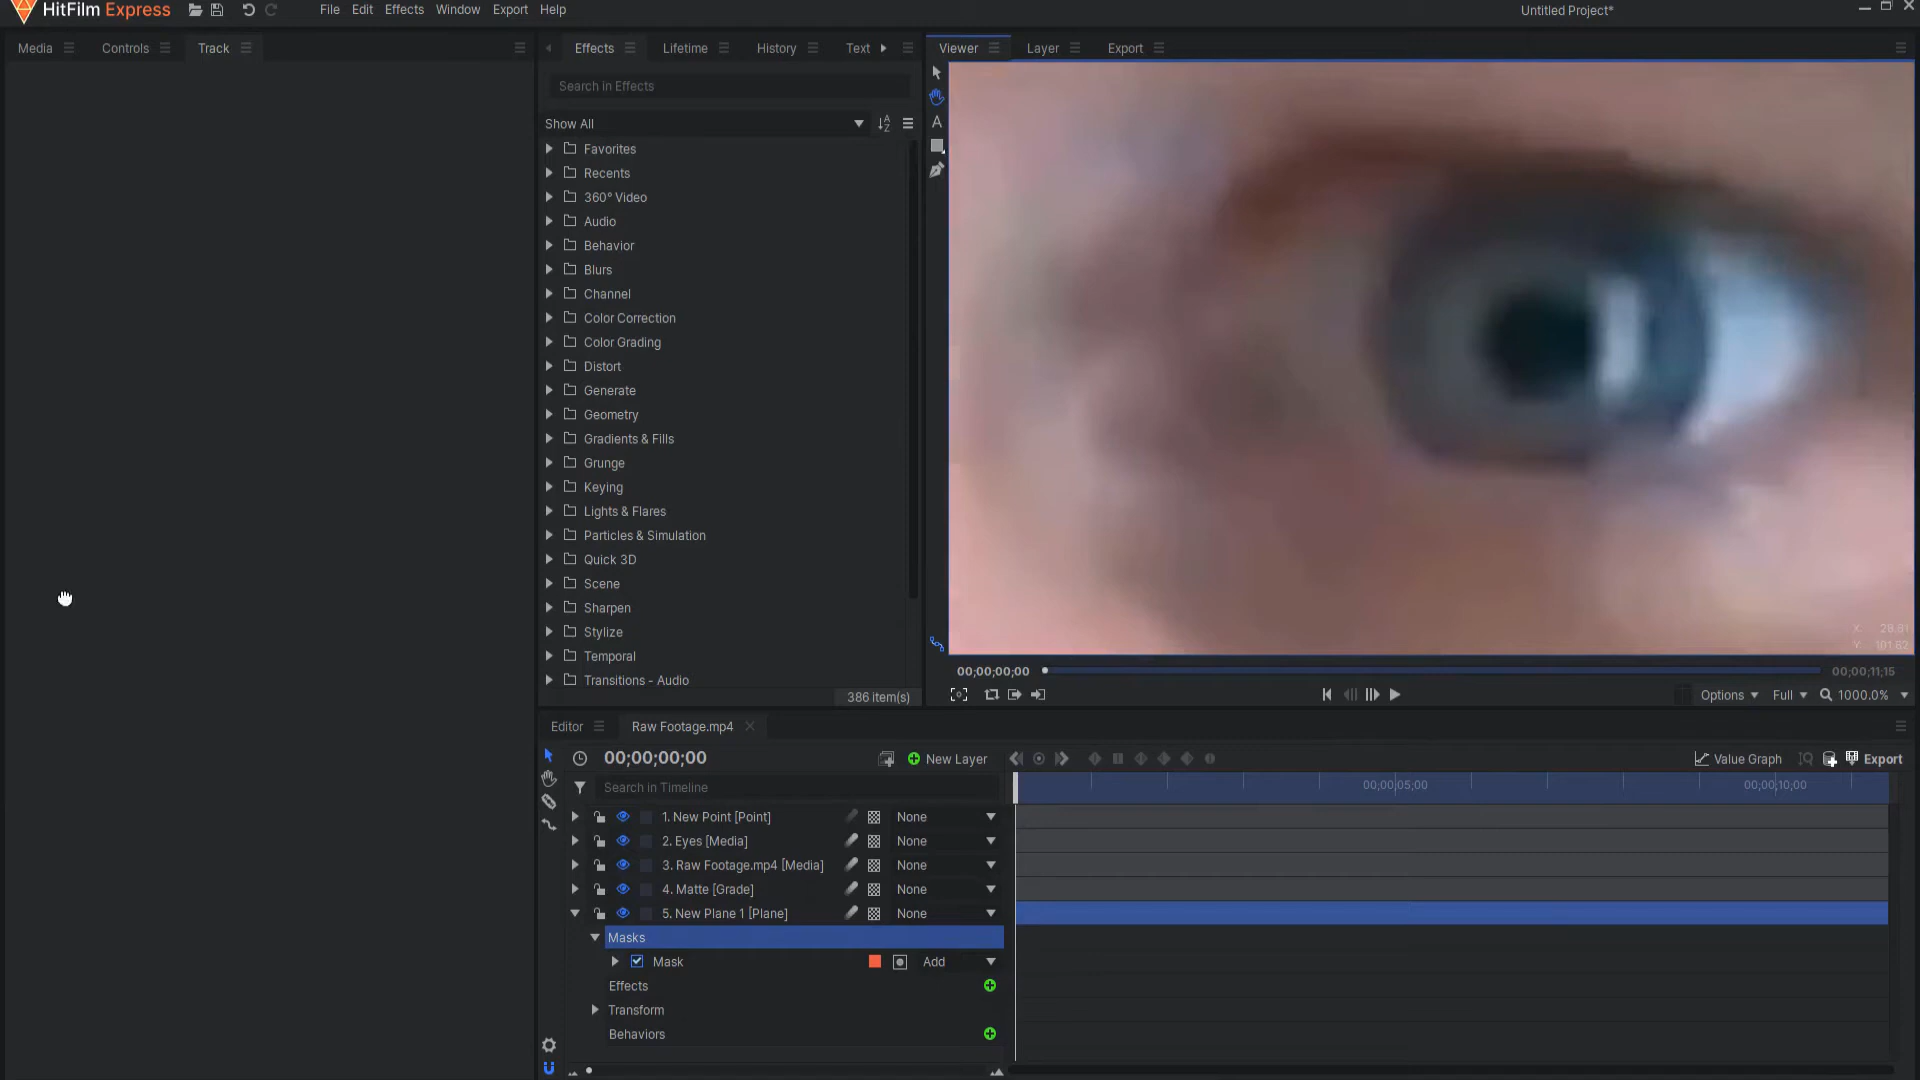 HitFilm Express
File Edit Effects Window Export Help
Untitled Project*
Media Controls Track
Effects Lifetime History Text
Viewer Layer Export
Search in Effects
Show All
Favorites
Recents
360° Video
Audio
Behavior
Blurs
Channel
Color Correction
Color Grading
Distort
Generate
Geometry
Gradients & Fills
Grunge
Keying
Lights & Flares
Particles & Simulation
Quick 3D
Scene
Sharpen
Stylize
Temporal
Transitions - Audio
386 item(s)
A
X: 28.91
Y: 101.62
00;00;00;00
00;00;11;15
Options Full 1000.0%
Editor Raw Footage.mp4
00;00;00;00
New Layer
Value Graph
Export
Search in Timeline
00;00;05;00
00;00;10;00
1. New Point [Point] None
2. Eyes [Media] None
3. Raw Footage.mp4 [Media] None
4. Matte [Grade] None
5. New Plane 1 [Plane] None
Masks
Mask Add
Effects
Transform
Behaviors